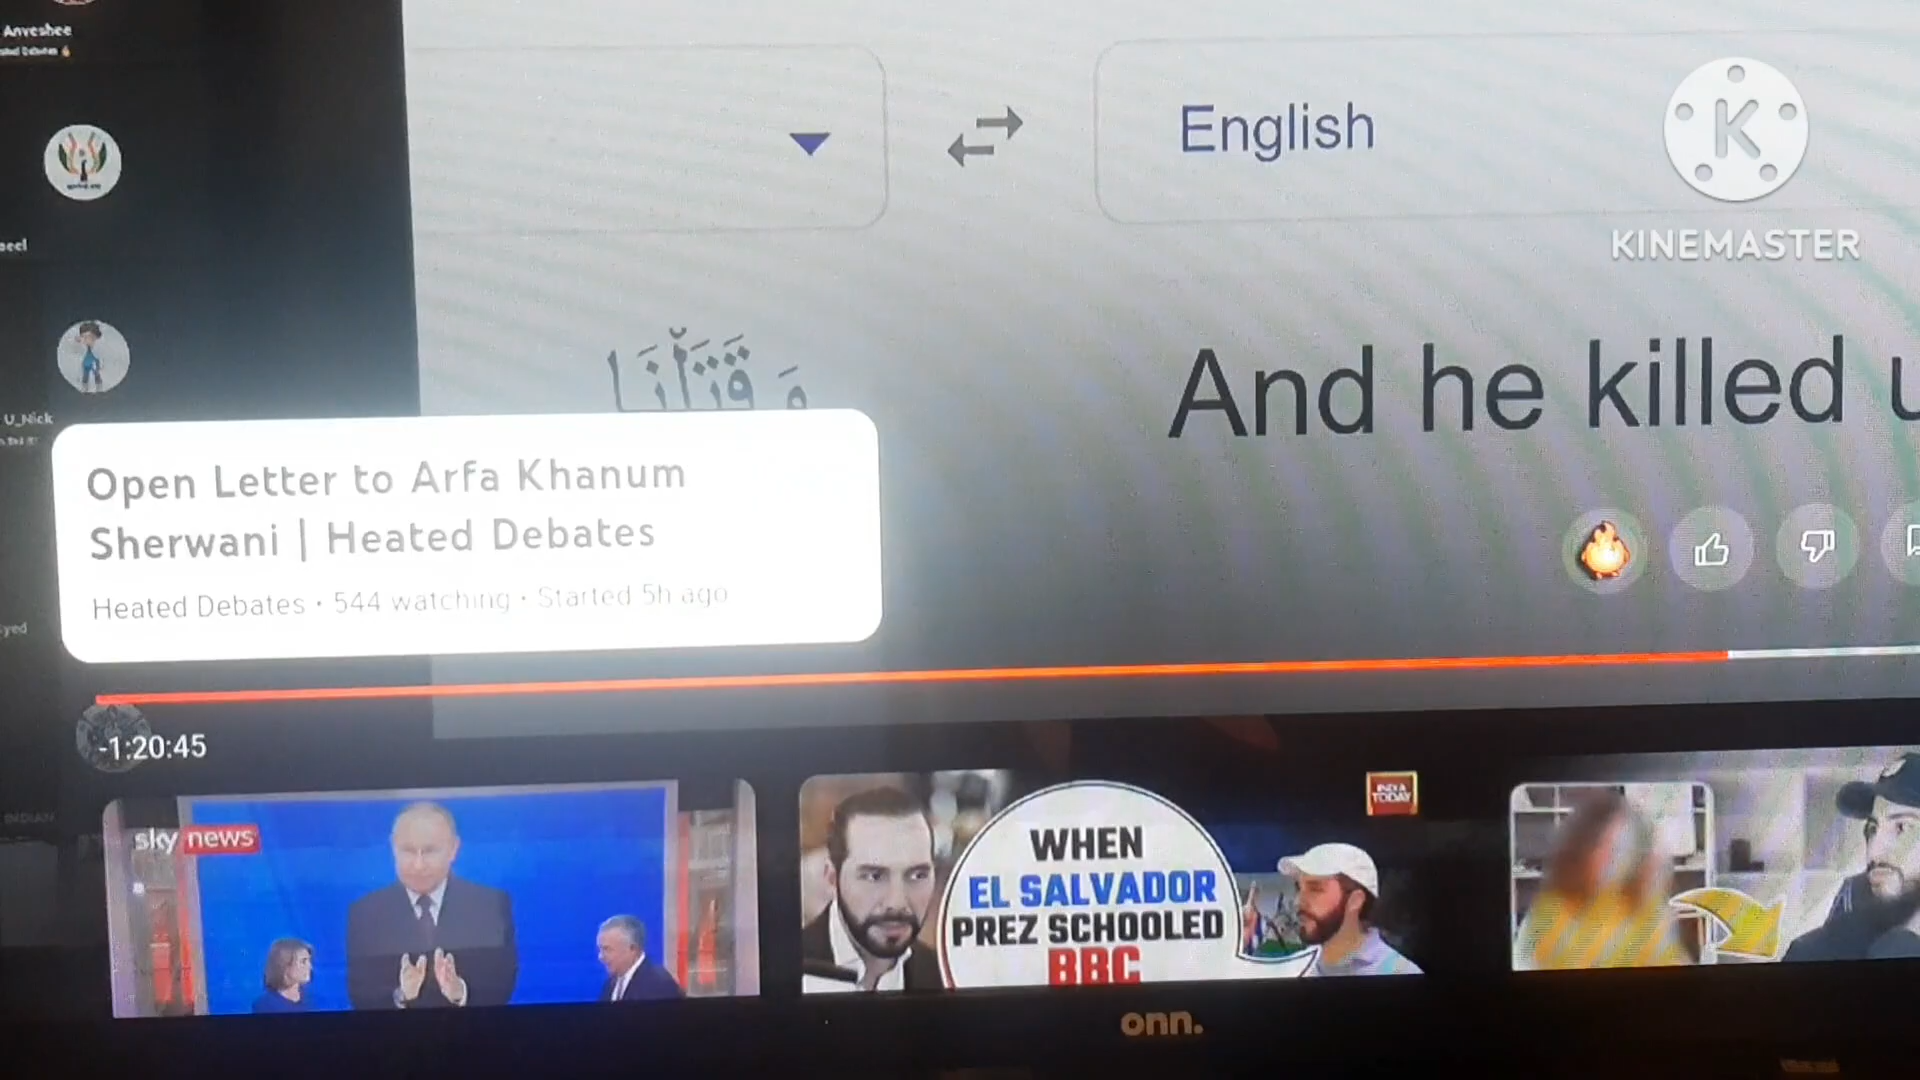 Anveshee
English
KINEMASTER
وَ قَتَلْنَا
And he killed
U_Nick
Open Letter to Arfa Khanum
Sherwani | Heated Debates
Heated Debates • 544 watching • Started 5h ago
-1:20:45
INDIAN
sky news
INDIA
TODAY
WHEN
EL SALVADOR
PREZ SCHOOLED
BBC
onn.